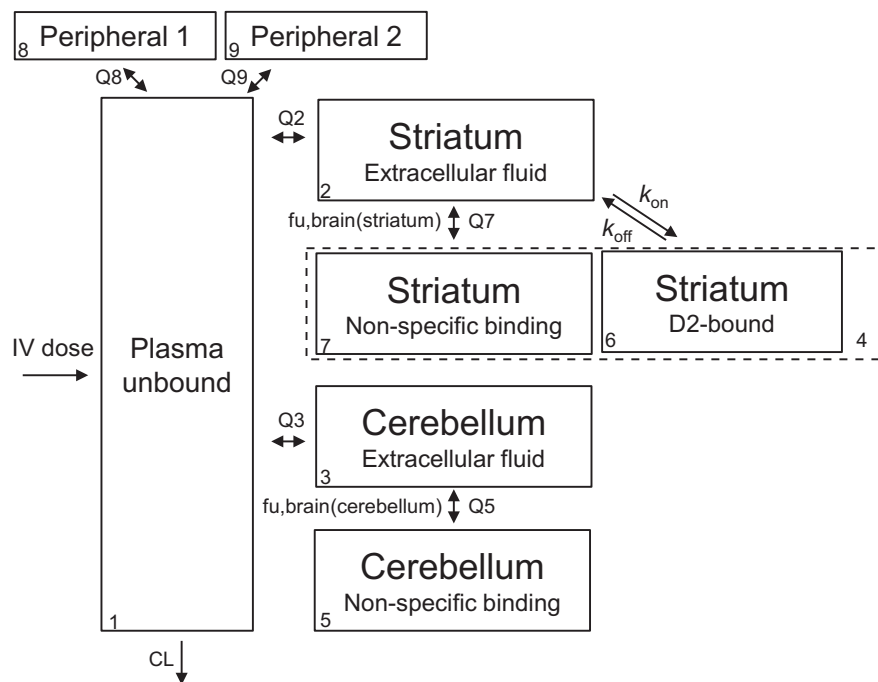 Peripheral 1
8
Peripheral 2
9
Q8
Q9
Q2
Striatum
Extracellular fluid
2
kon
koff
fu,brain(striatum)
Q7
Striatum
Non-specific binding
7
Striatum
D2-bound
6
4
IV dose
Plasma
unbound
1
Q3
Cerebellum
Extracellular fluid
3
fu,brain(cerebellum)
Q5
Cerebellum
Non-specific binding
5
CL